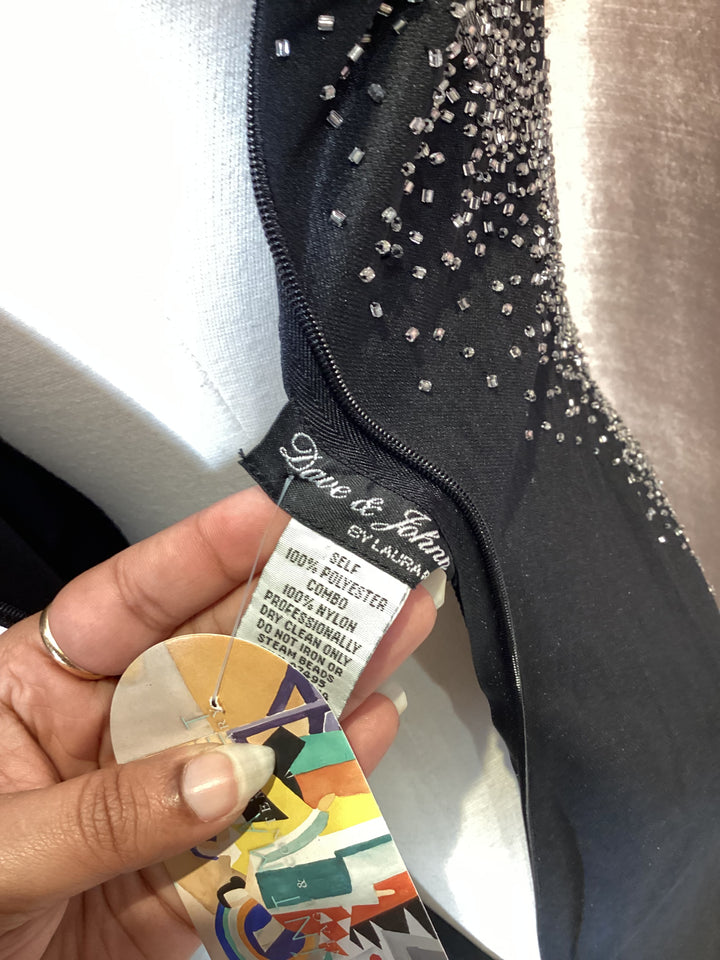 Dave & Johnny
BY LAURA
SELF
100% POLYESTER
COMBO
100% NYLON
PROFESSIONALLY
DRY CLEAN ONLY
DO NOT IRON OR
STEAM BEADS